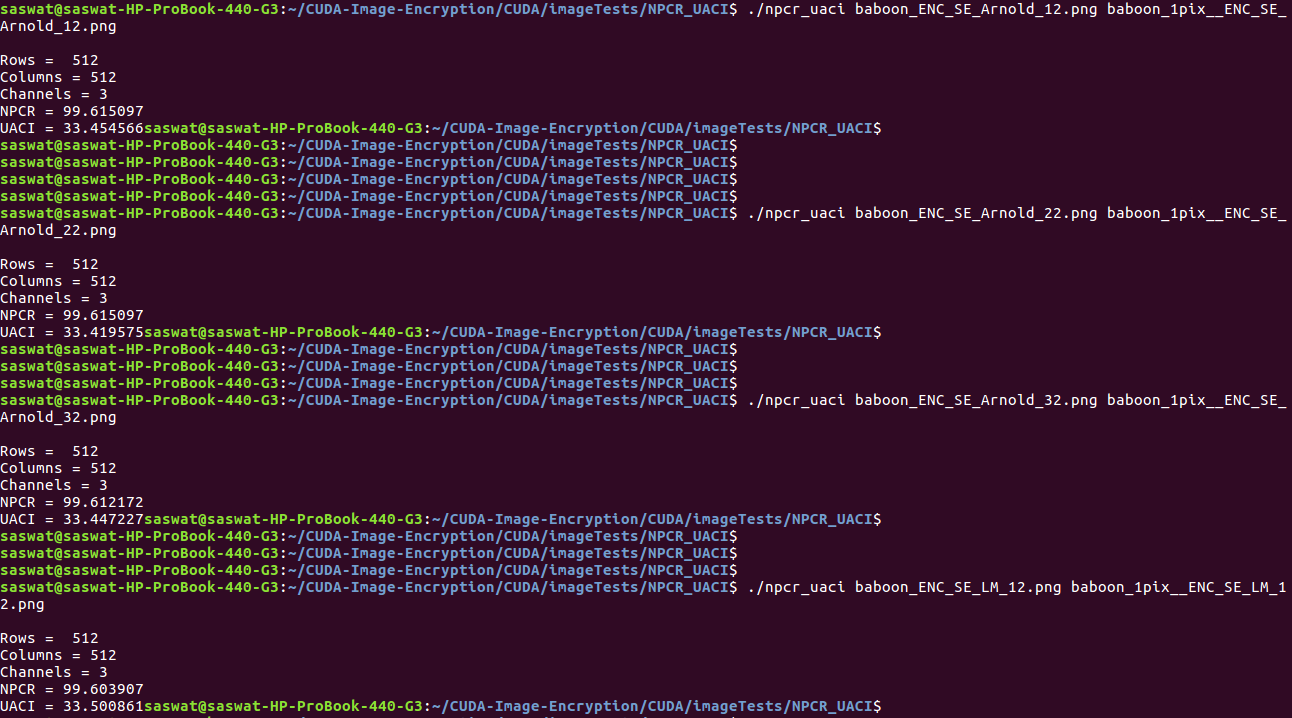 saswat@saswat-HP-ProBook-440-G3:~/CUDA-Image-Encryption/CUDA/imageTests/NPCR_UACI$ ./npcr_uaci baboon_ENC_SE_Arnold_12.png baboon_1pix__ENC_SE_
Arnold_12.png
Rows =  512
Columns = 512
Channels = 3
NPCR = 99.615097
UACI = 33.454566saswat@saswat-HP-ProBook-440-G3:~/CUDA-Image-Encryption/CUDA/imageTests/NPCR_UACI$
saswat@saswat-HP-ProBook-440-G3:~/CUDA-Image-Encryption/CUDA/imageTests/NPCR_UACI$
saswat@saswat-HP-ProBook-440-G3:~/CUDA-Image-Encryption/CUDA/imageTests/NPCR_UACI$
saswat@saswat-HP-ProBook-440-G3:~/CUDA-Image-Encryption/CUDA/imageTests/NPCR_UACI$
saswat@saswat-HP-ProBook-440-G3:~/CUDA-Image-Encryption/CUDA/imageTests/NPCR_UACI$
saswat@saswat-HP-ProBook-440-G3:~/CUDA-Image-Encryption/CUDA/imageTests/NPCR_UACI$ ./npcr_uaci baboon_ENC_SE_Arnold_22.png baboon_1pix__ENC_SE_
Arnold_22.png
Rows =  512
Columns = 512
Channels = 3
NPCR = 99.615097
UACI = 33.419575saswat@saswat-HP-ProBook-440-G3:~/CUDA-Image-Encryption/CUDA/imageTests/NPCR_UACI$
saswat@saswat-HP-ProBook-440-G3:~/CUDA-Image-Encryption/CUDA/imageTests/NPCR_UACI$
saswat@saswat-HP-ProBook-440-G3:~/CUDA-Image-Encryption/CUDA/imageTests/NPCR_UACI$
saswat@saswat-HP-ProBook-440-G3:~/CUDA-Image-Encryption/CUDA/imageTests/NPCR_UACI$
saswat@saswat-HP-ProBook-440-G3:~/CUDA-Image-Encryption/CUDA/imageTests/NPCR_UACI$ ./npcr_uaci baboon_ENC_SE_Arnold_32.png baboon_1pix__ENC_SE_
Arnold_32.png
Rows =  512
Columns = 512
Channels = 3
NPCR = 99.612172
UACI = 33.447227saswat@saswat-HP-ProBook-440-G3:~/CUDA-Image-Encryption/CUDA/imageTests/NPCR_UACI$
saswat@saswat-HP-ProBook-440-G3:~/CUDA-Image-Encryption/CUDA/imageTests/NPCR_UACI$
saswat@saswat-HP-ProBook-440-G3:~/CUDA-Image-Encryption/CUDA/imageTests/NPCR_UACI$
saswat@saswat-HP-ProBook-440-G3:~/CUDA-Image-Encryption/CUDA/imageTests/NPCR_UACI$
saswat@saswat-HP-ProBook-440-G3:~/CUDA-Image-Encryption/CUDA/imageTests/NPCR_UACI$ ./npcr_uaci baboon_ENC_SE_LM_12.png baboon_1pix__ENC_SE_LM_1
2.png
Rows =  512
Columns = 512
Channels = 3
NPCR = 99.603907
UACI = 33.500861saswat@saswat-HP-ProBook-440-G3:~/CUDA-Image-Encryption/CUDA/imageTests/NPCR_UACI$